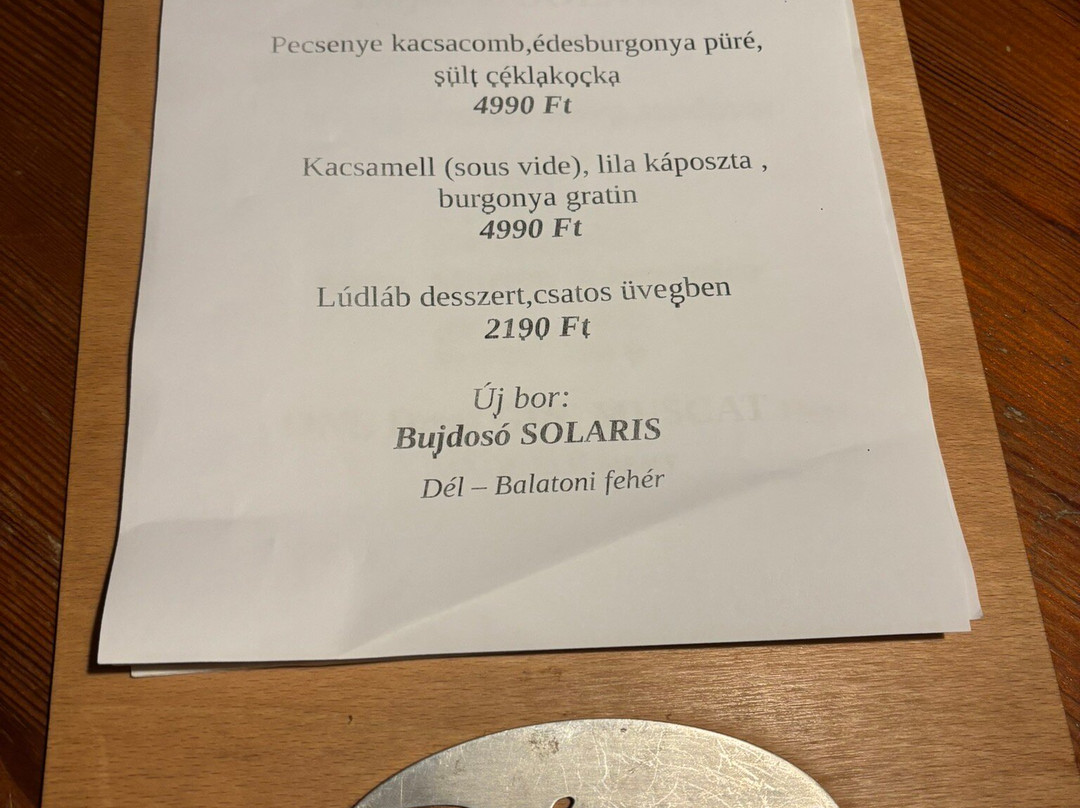 Pecsenye kacsacomb,édesburgonya püré,
sült céklakocka
4990 Ft
Kacsamell (sous vide), lila káposzta ,
burgonya gratin
4990 Ft
Lúdláb desszert,csatos üvegben
2190 Ft
Új bor:
Bujdosó SOLARIS
Dél – Balatoni fehér